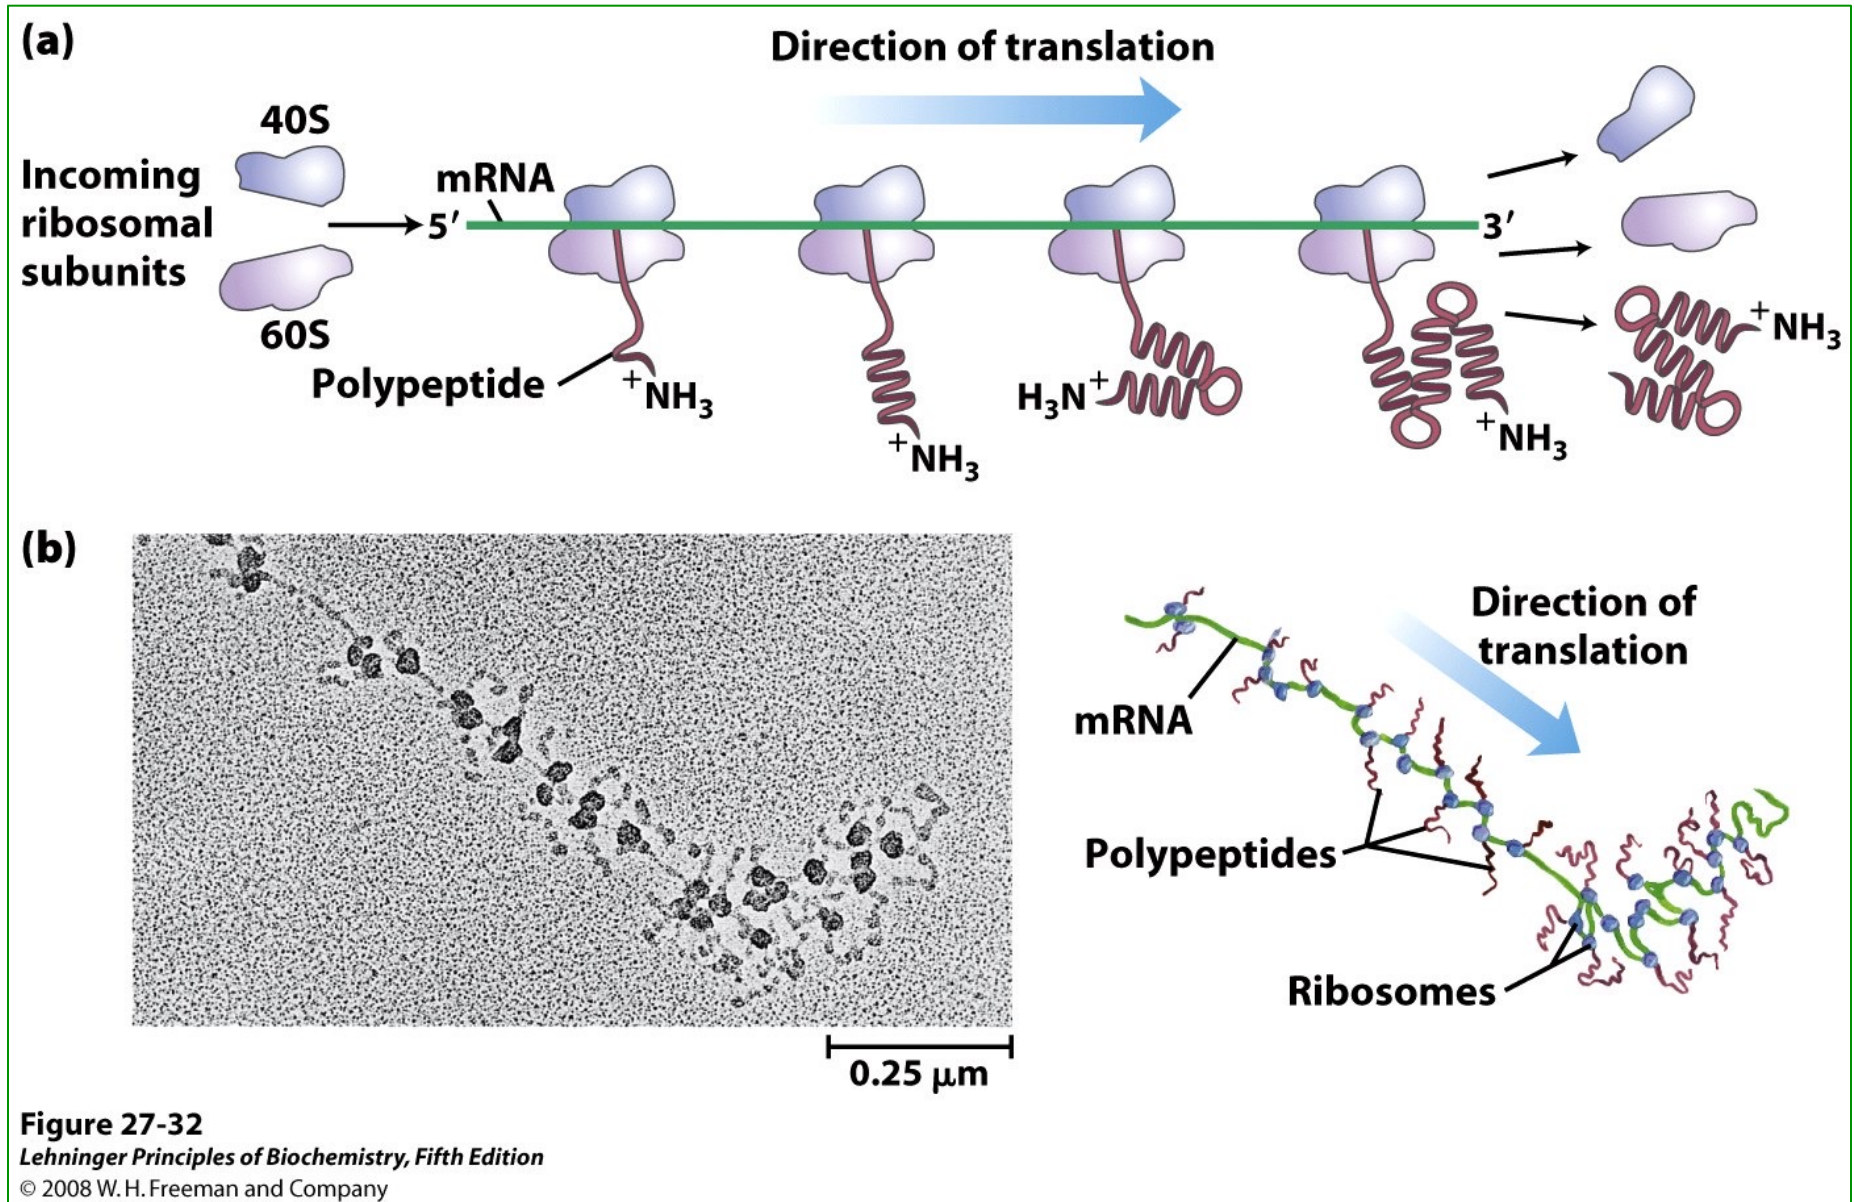 (a)
Direction of translation
40S
Incoming
ribosomal
subunits
60S
mRNA
5′
3′
Polypeptide
⁺NH₃
⁺NH₃
H₃N⁺
⁺NH₃
⁺NH₃
(b)
Direction of
translation
mRNA
Polypeptides
Ribosomes
0.25 μm
Figure 27-32
Lehninger Principles of Biochemistry, Fifth Edition
© 2008 W. H. Freeman and Company